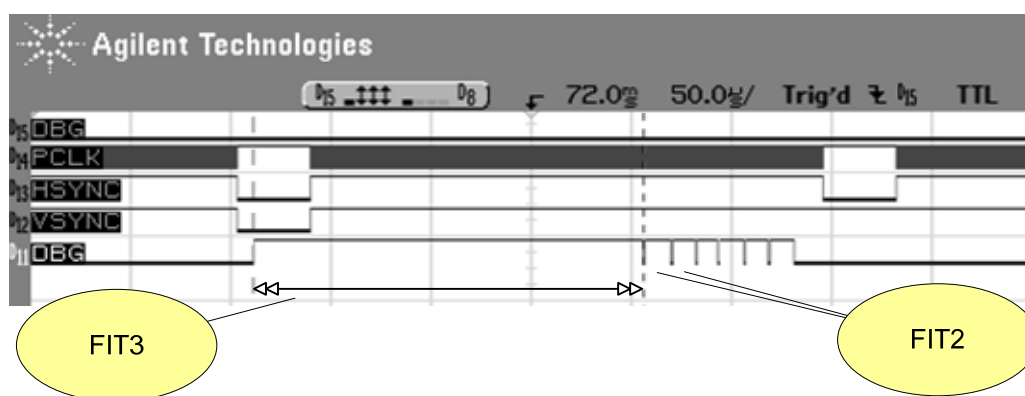 Agilent Technologies
D15 D8 72.0ms 50.0us/ Trig'd D15 TTL
D15 DBG
D14 PCLK
D13 HSYNC
D12 VSYNC
D11 DBG
FIT3
FIT2